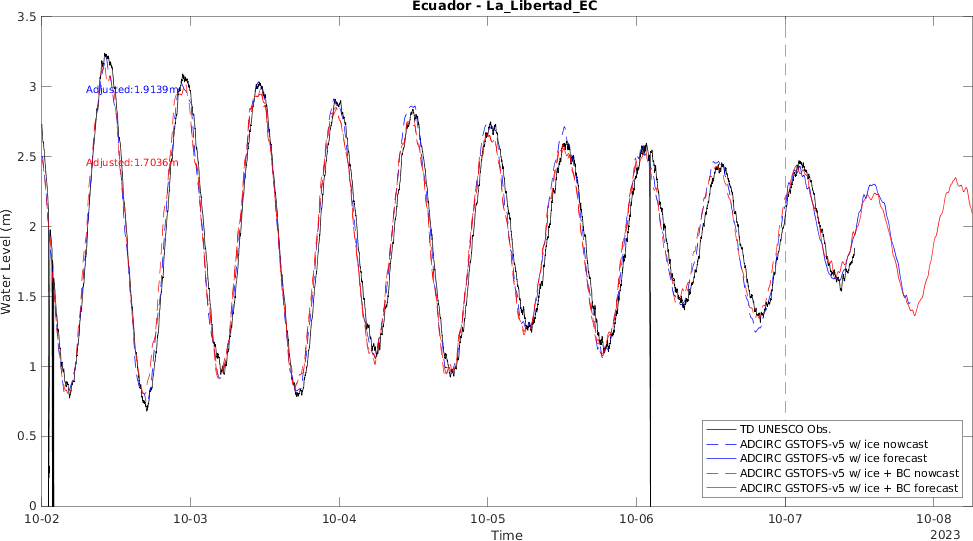 Ecuador - La_Libertad_EC
3.5
3
2.5
2
1.5
1
0.5
0
Water Level (m)
Adjusted:1.9139m
Adjusted:1.7036m
TD UNESCO Obs.
ADCIRC GSTOFS-v5 w/ ice nowcast
ADCIRC GSTOFS-v5 w/ ice forecast
ADCIRC GSTOFS-v5 w/ ice + BC nowcast
ADCIRC GSTOFS-v5 w/ ice + BC forecast
10-02 10-03 10-04 10-05 10-06 10-07 10-08
Time
2023